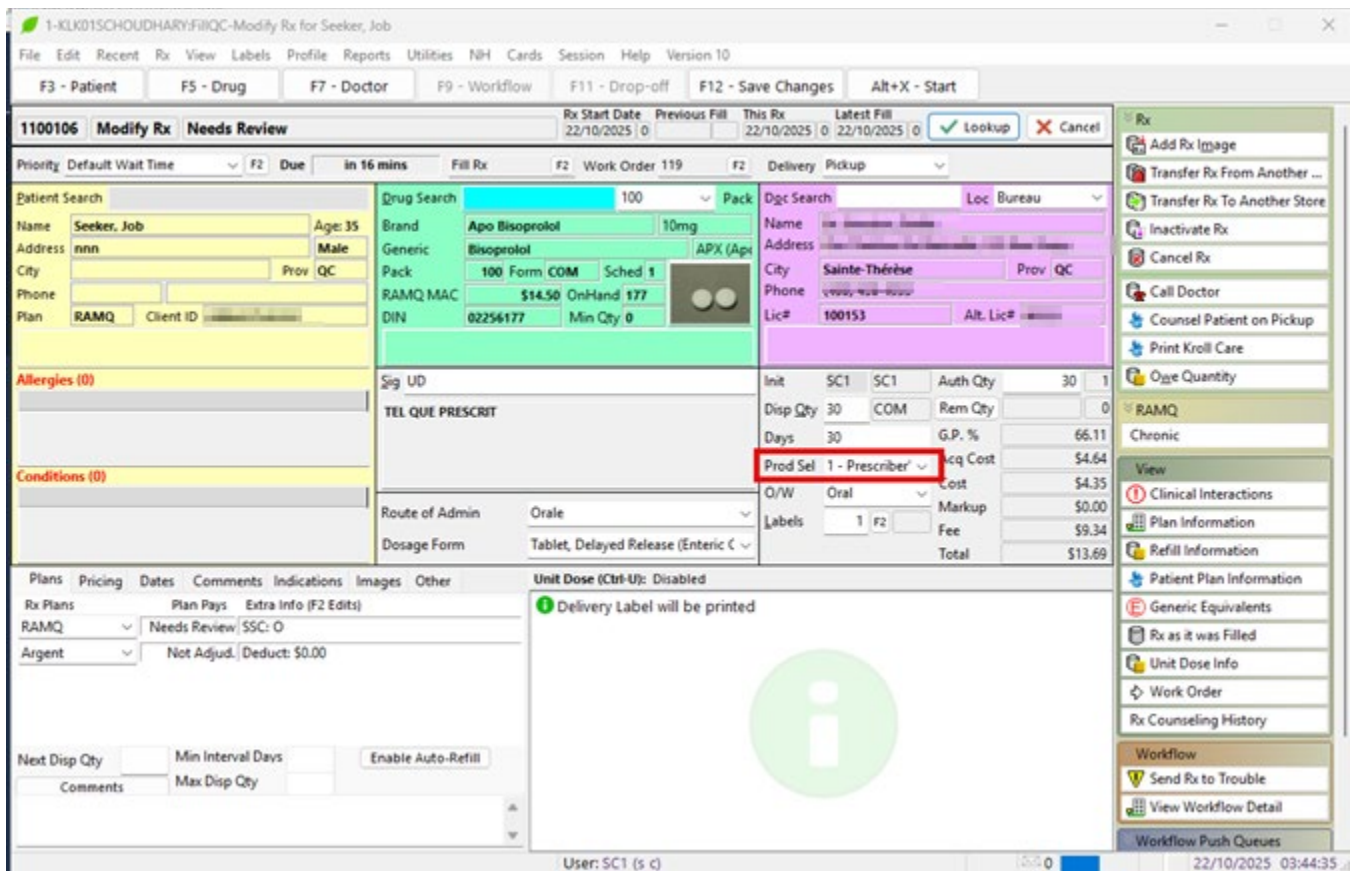 1-KLK01SCHOUDHARY:FillQC-Modify Rx for Seeker, Job
File Edit Recent Rx View Labels Profile Reports Utilities NH Cards Session Help Version 10
F3 - Patient F5 - Drug F7 - Doctor F9 - Workflow F11 - Drop-off F12 - Save Changes Alt+X - Start
Rx Start Date Previous Fill This Rx Latest Fill
1100106 Modify Rx Needs Review 22/10/2025 0 22/10/2025 0 22/10/2025 0 Lookup Cancel
Priority Default Wait Time F2 Due in 16 mins Fill Rx F2 Work Order 119 F2 Delivery Pickup
Patient Search
Name Seeker, Job Age: 35
Address nnn Male
City Prov QC
Phone
Plan RAMQ Client ID
Drug Search 100 Pack
Brand Apo Bisoprolol 10mg
Generic Bisoprolol APX (Apo
Pack 100 Form COM Sched 1
RAMQ MAC $14.50 OnHand 177
DIN 02256177 Min Qty 0
Doc Search Loc Bureau
Name
Address
City Sainte-Thérèse Prov QC
Phone
Lic# 100153 Alt. Lic#
Allergies (0)
Conditions (0)
Sig UD
TEL QUE PRESCRIT
Route of Admin Orale
Dosage Form Tablet, Delayed Release (Enteric C
Init SC1 SC1 Auth Qty 30 1
Disp Qty 30 COM Rem Qty 0
Days 30 G.P. % 66.11
Prod Sel 1 - Prescriber' Acq Cost $4.64
O/W Oral Cost $4.35
Markup $0.00
Labels 1 F2 Fee $9.34
Total $13.69
Plans Pricing Dates Comments Indications Images Other
Rx Plans Plan Pays Extra Info (F2 Edits)
RAMQ Needs Review SSC: O
Argent Not Adjud. Deduct: $0.00
Next Disp Qty Min Interval Days Enable Auto-Refill
Comments Max Disp Qty
Unit Dose (Ctrl-U): Disabled
Delivery Label will be printed
Rx
Add Rx Image
Transfer Rx From Another ...
Transfer Rx To Another Store
Inactivate Rx
Cancel Rx
Call Doctor
Counsel Patient on Pickup
Print Kroll Care
Owe Quantity
RAMQ
Chronic
View
Clinical Interactions
Plan Information
Refill Information
Patient Plan Information
Generic Equivalents
Rx as it was Filled
Unit Dose Info
Work Order
Rx Counseling History
Workflow
Send Rx to Trouble
View Workflow Detail
Workflow Push Queues
User: SC1 (s c) 0 22/10/2025 03:44:35